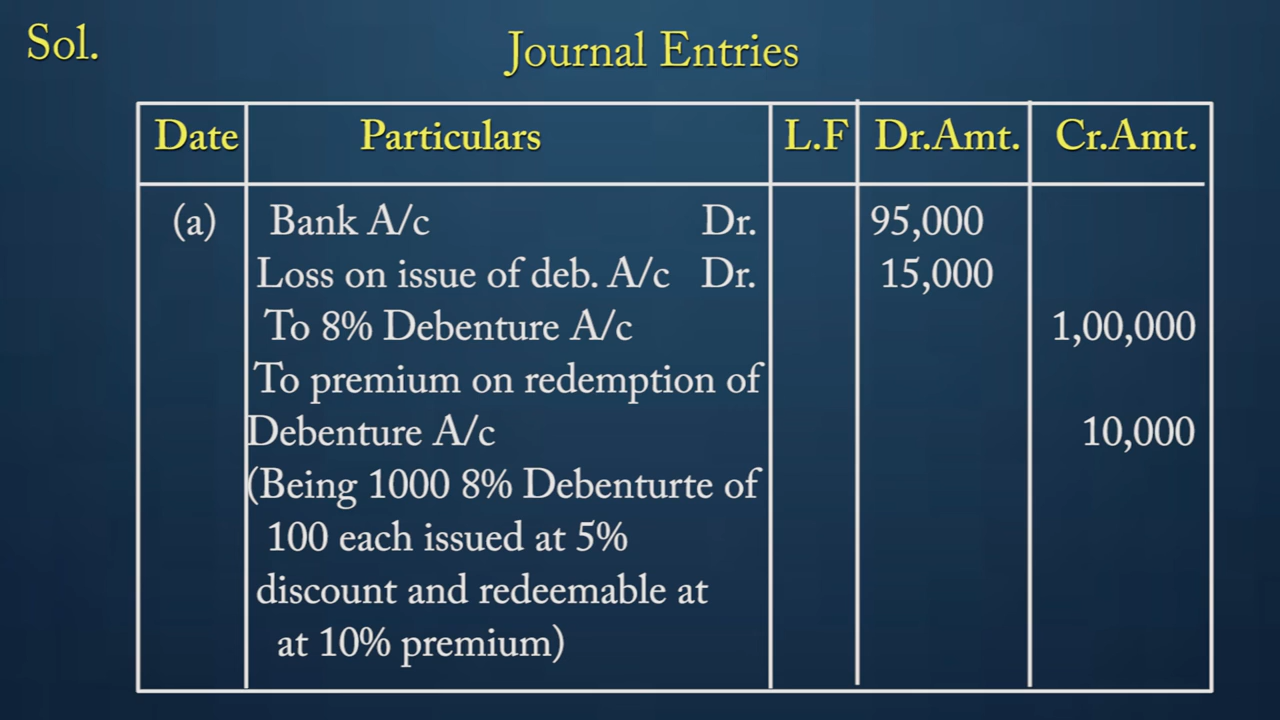 Sol.
Journal Entries
Date Particulars L.F Dr.Amt. Cr.Amt.
(a) Bank A/c Dr. 95,000
Loss on issue of deb. A/c Dr. 15,000
To 8% Debenture A/c 1,00,000
To premium on redemption of
Debenture A/c 10,000
(Being 1000 8% Debenturte of
100 each issued at 5%
discount and redeemable at
at 10% premium)